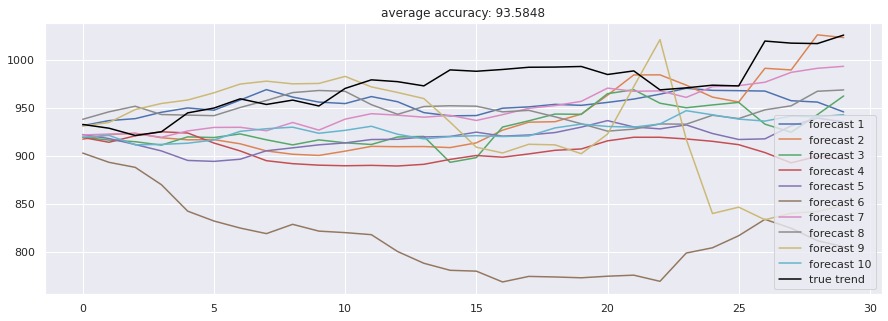 average accuracy: 93.5848
1000
950
900
850
800
0
5
10
15
20
25
30
forecast 1
forecast 2
forecast 3
forecast 4
forecast 5
forecast 6
forecast 7
forecast 8
forecast 9
forecast 10
true trend